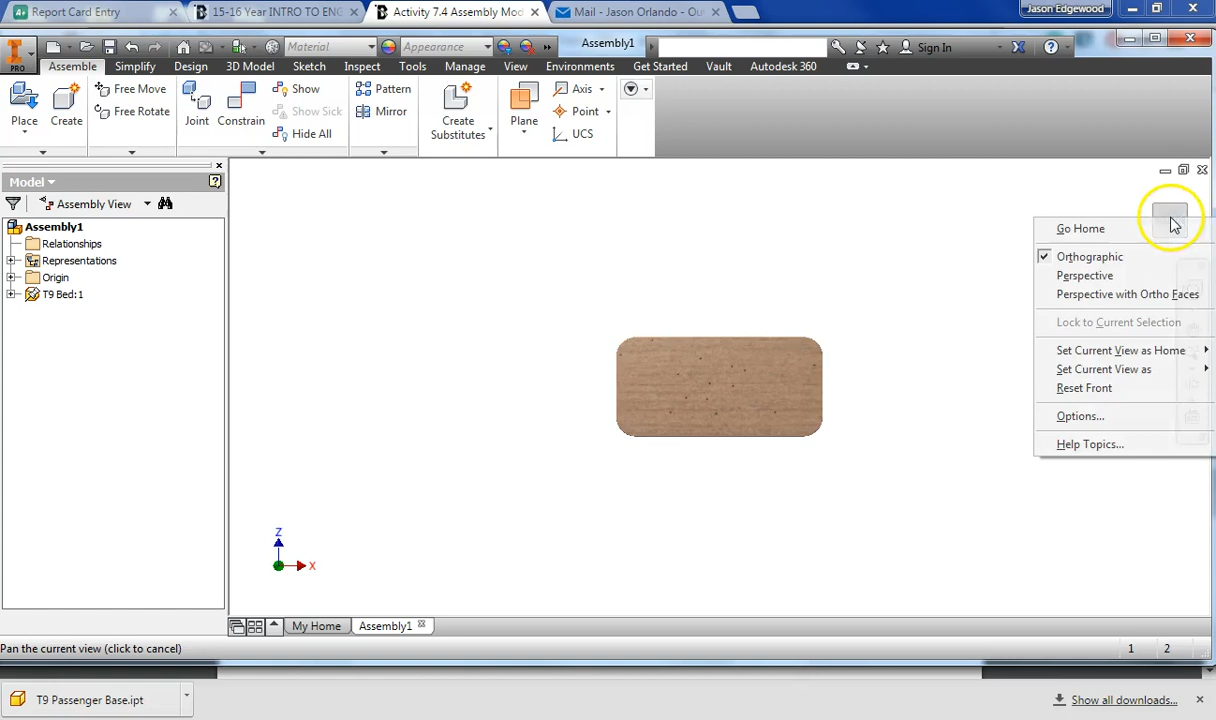 Report Card Entry
15-16 Year INTRO TO ENG
Activity 7.4 Assembly Mod
Mail - Jason Orlando - Ou
Jason Edgewood
PRO
Material
Appearance
Assembly1
Sign In
Assemble Simplify Design 3D Model Sketch Inspect Tools Manage View Environments Get Started Vault Autodesk 360
Place
Create
Free Move
Free Rotate
Joint
Constrain
Show
Show Sick
Hide All
Pattern
Mirror
Create
Substitutes
Plane
Axis
Point
UCS
Model
Assembly View
Assembly1
Relationships
Representations
Origin
T9 Bed:1
Go Home
Orthographic
Perspective
Perspective with Ortho Faces
Lock to Current Selection
Set Current View as Home
Set Current View as
Reset Front
Options...
Help Topics...
Z
X
My Home
Assembly1
Pan the current view (click to cancel)
1 2
T9 Passenger Base.ipt
Show all downloads...